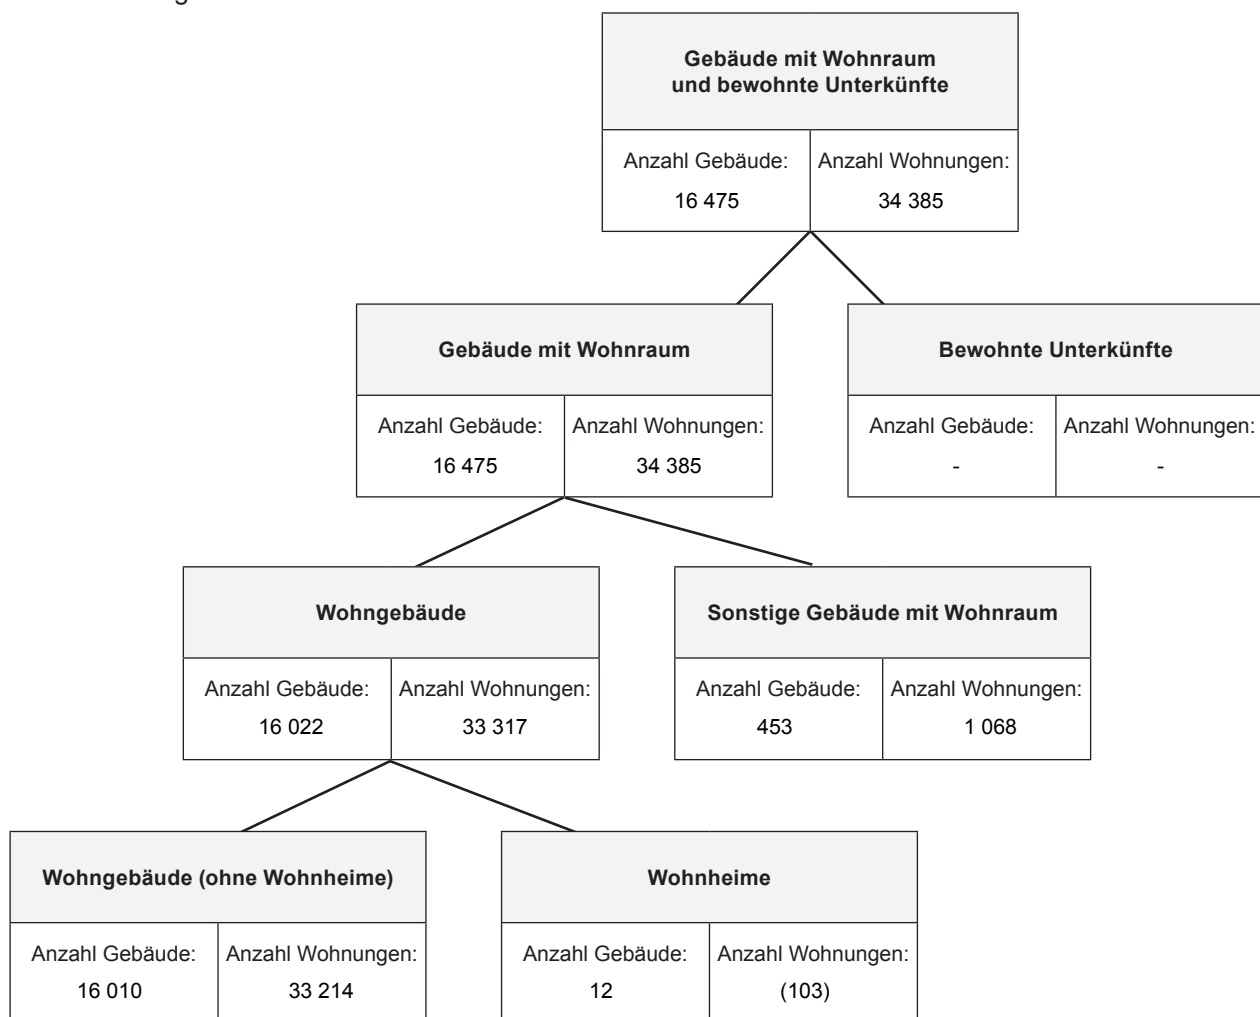 Gebäude mit Wohnraum
und bewohnte Unterkünfte
Anzahl Gebäude: Anzahl Wohnungen:
16 475 34 385
Gebäude mit Wohnraum
Anzahl Gebäude: Anzahl Wohnungen:
16 475 34 385
Bewohnte Unterkünfte
Anzahl Gebäude: Anzahl Wohnungen:
- -
Wohngebäude
Anzahl Gebäude: Anzahl Wohnungen:
16 022 33 317
Sonstige Gebäude mit Wohnraum
Anzahl Gebäude: Anzahl Wohnungen:
453 1 068
Wohngebäude (ohne Wohnheime)
Anzahl Gebäude: Anzahl Wohnungen:
16 010 33 214
Wohnheime
Anzahl Gebäude: Anzahl Wohnungen:
12 (103)